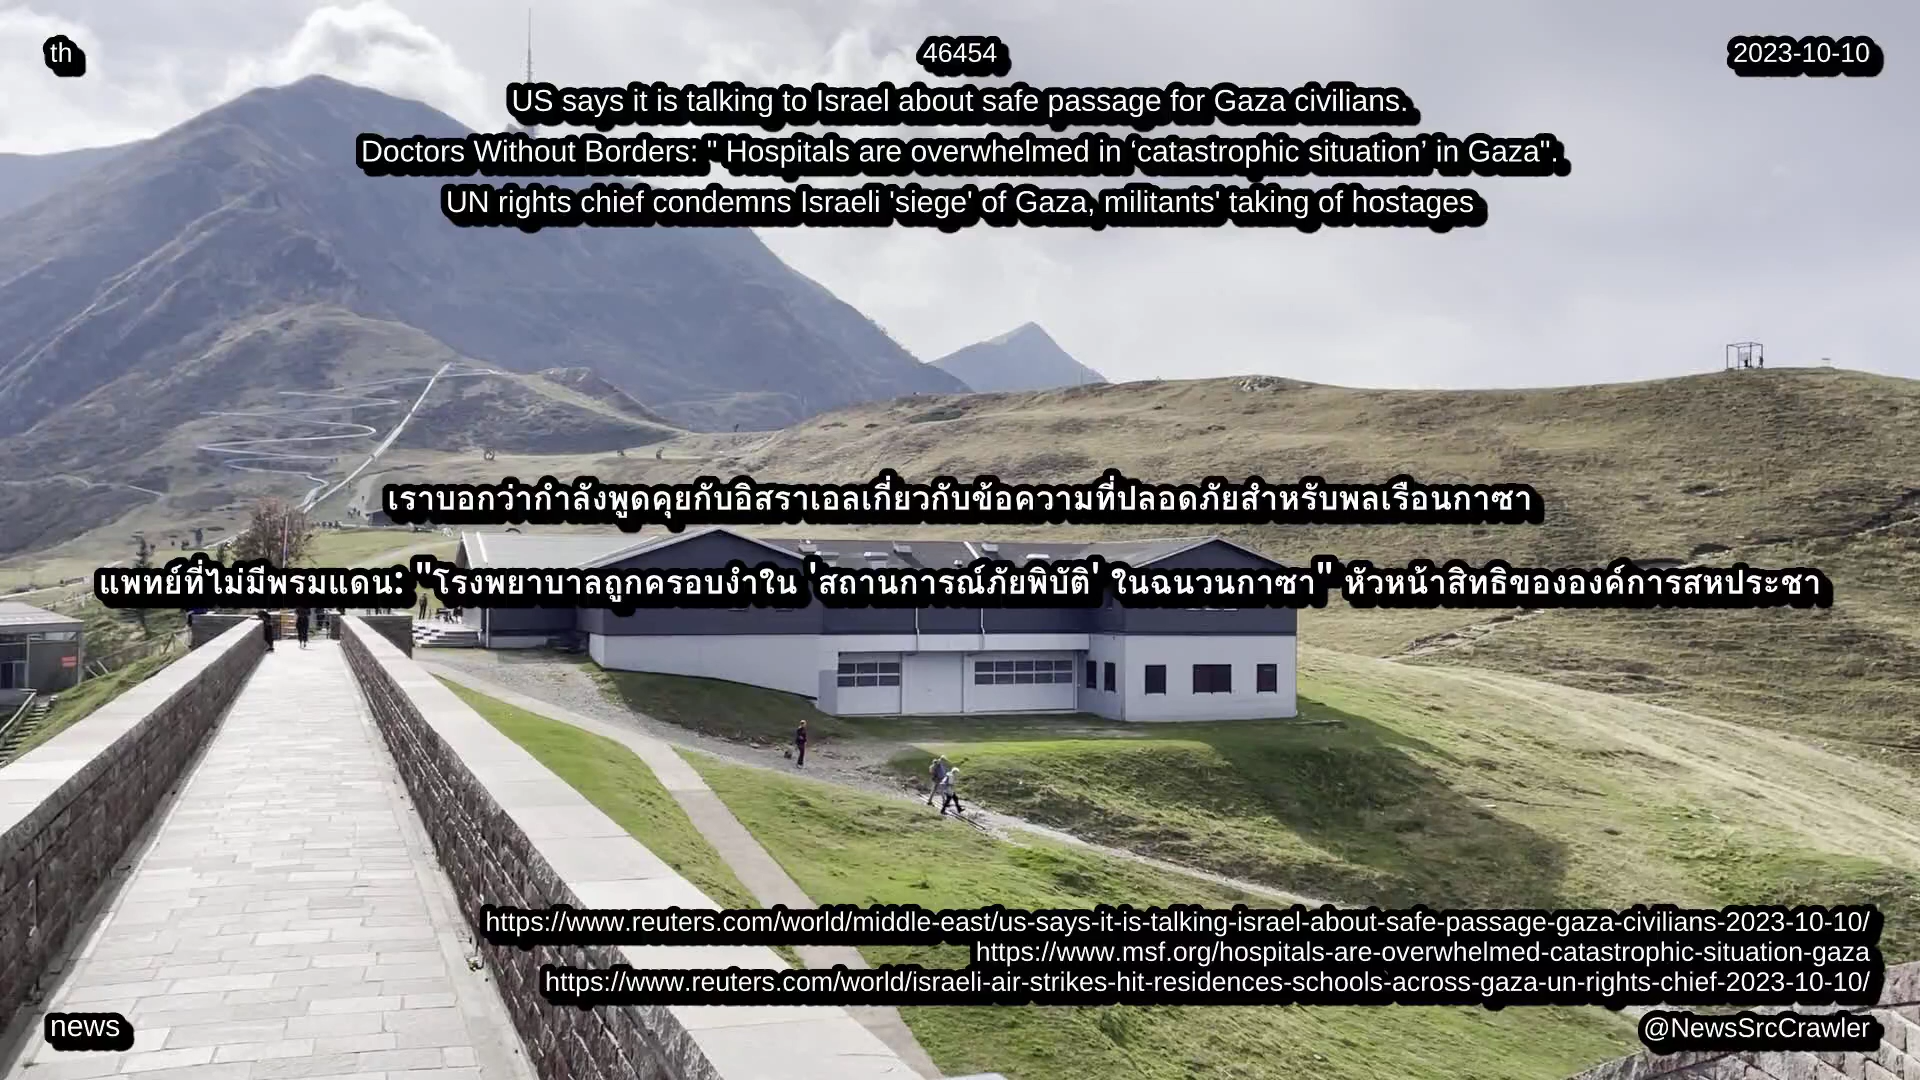 th
46454
2023-10-10
US says it is talking to Israel about safe passage for Gaza civilians.
Doctors Without Borders: " Hospitals are overwhelmed in ‘catastrophic situation’ in Gaza".
UN rights chief condemns Israeli 'siege' of Gaza, militants' taking of hostages
เราบอกว่ากำลังพูดคุยกับอิสราเอลเกี่ยวกับข้อความที่ปลอดภัยสำหรับพลเรือนกาซา
แพทย์ที่ไม่มีพรมแดน: "โรงพยาบาลถูกครอบงำใน 'สถานการณ์ภัยพิบัติ' ในฉนวนกาซา" หัวหน้าสิทธิขององค์การสหประชา
https://www.reuters.com/world/middle-east/us-says-it-is-talking-israel-about-safe-passage-gaza-civilians-2023-10-10/
https://www.msf.org/hospitals-are-overwhelmed-catastrophic-situation-gaza
https://www.reuters.com/world/israeli-air-strikes-hit-residences-schools-across-gaza-un-rights-chief-2023-10-10/
news
@NewsSrcCrawler